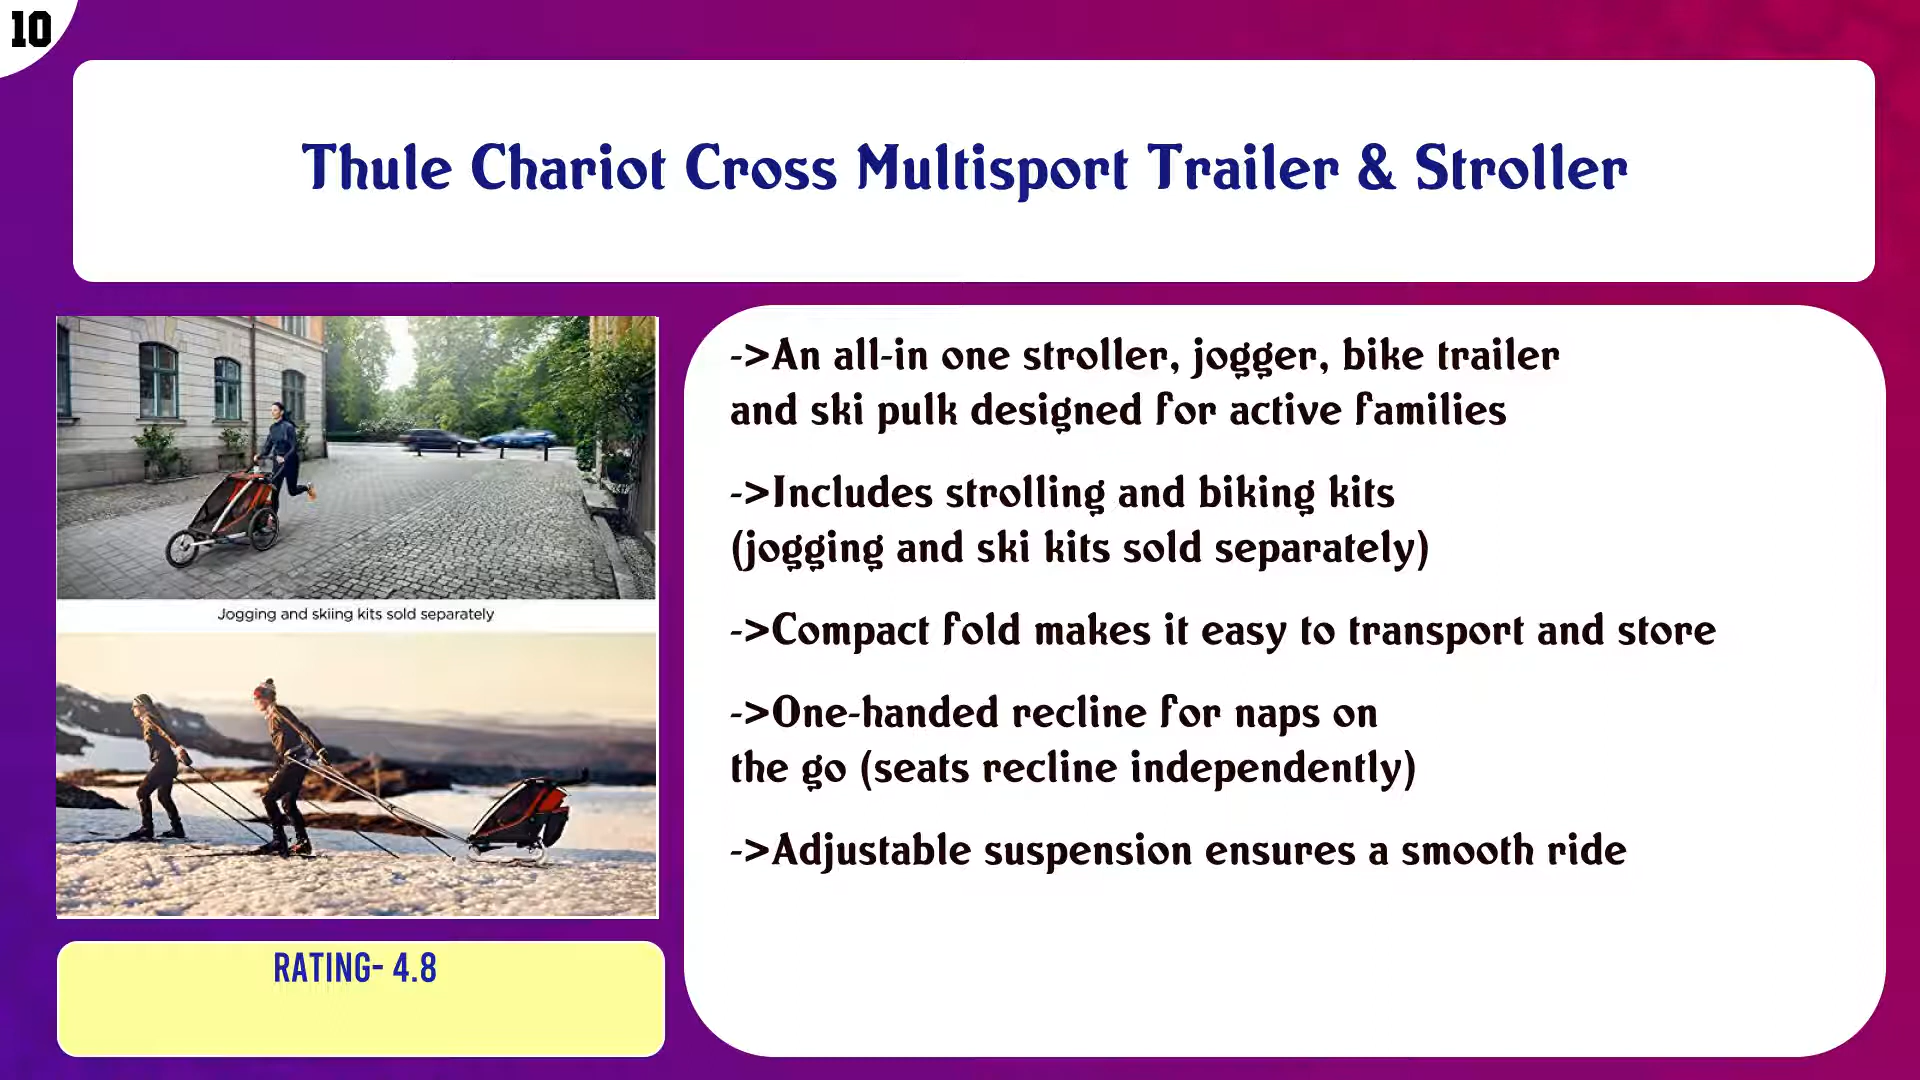 10
Thule Chariot Cross Multisport Trailer & Stroller
->An all-in one stroller, jogger, bike trailer
and ski pulk designed for active families
->Includes strolling and biking kits
(jogging and ski kits sold separately)
->Compact fold makes it easy to transport and store
->One-handed recline for naps on
the go (seats recline independently)
->Adjustable suspension ensures a smooth ride
Jogging and skiing kits sold separately
RATING- 4.8